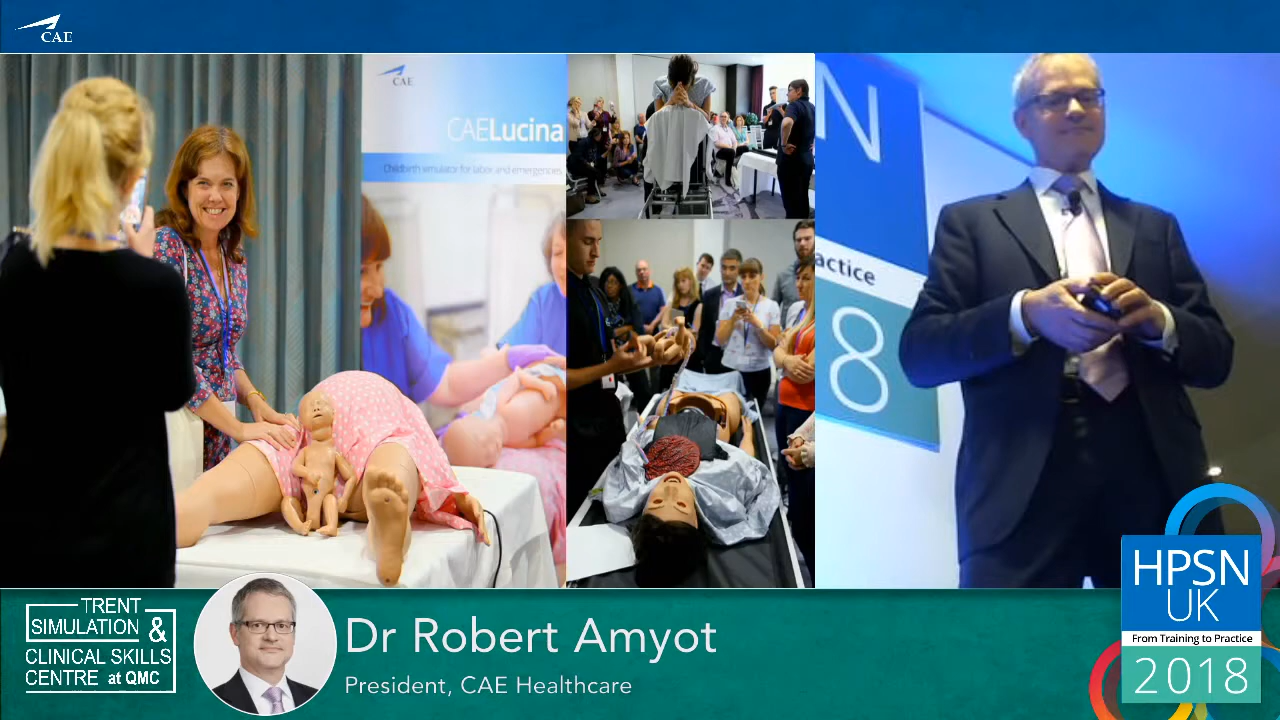 CAE
CAE
CAELucina
Childbirth simulator for labor and emergencies
N
actice
8
TRENT
SIMULATION &
CLINICAL SKILLS
CENTRE at QMC
Dr Robert Amyot
President, CAE Healthcare
HPSN
UK
From Training to Practice
2018